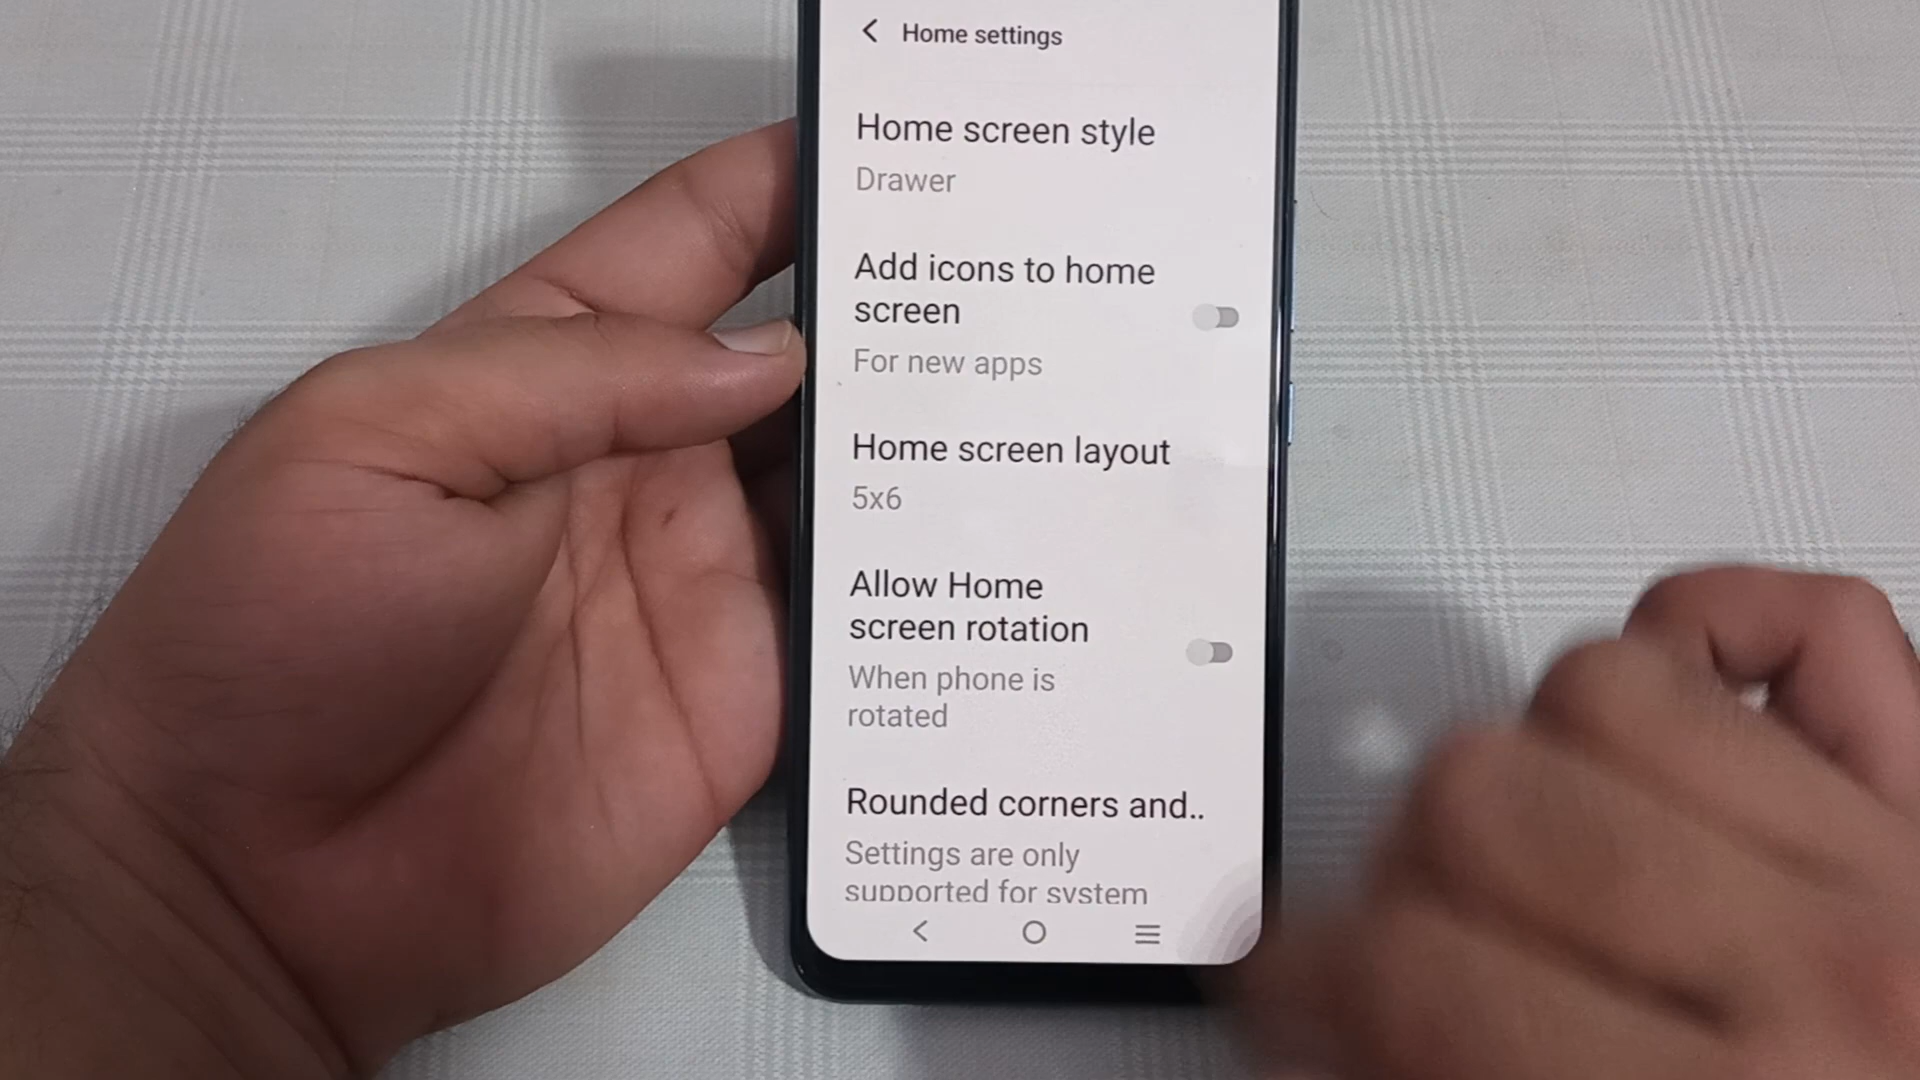 Home settings
Home screen style
Drawer
Add icons to home
screen
For new apps
Home screen layout
5x6
Allow Home
screen rotation
When phone is
rotated
Rounded corners and..
Settings are only
supported for system